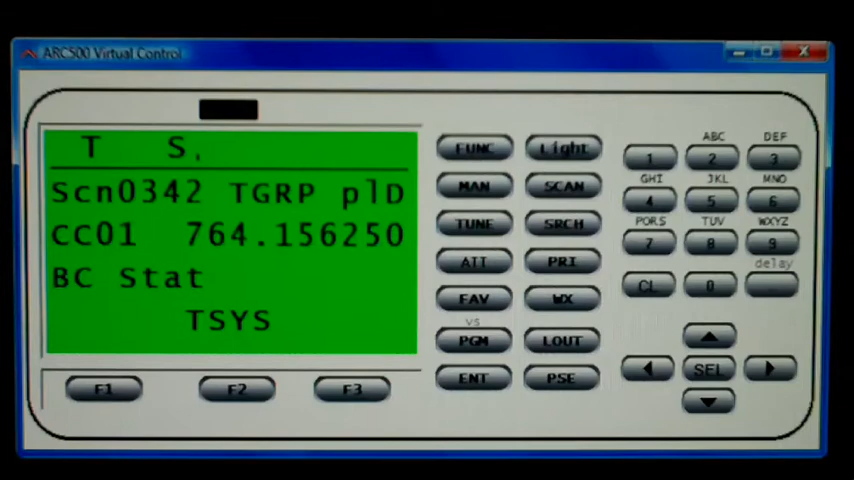 ARC500 Virtual Control
T S.
Scn0342 TGRP plD
CC01 764.156250
BC Stat
TSYS
F1 F2 F3
FUNC Light
MAN SCAN
TUNE SRCH
ATT PRI
FAV WX
VS
PGM LOUT
ENT PSE
ABC DEF
1 2 3
GHI JKL MNO
4 5 6
PQRS TUV WXYZ
7 8 9
delay
CL 0 .
SEL